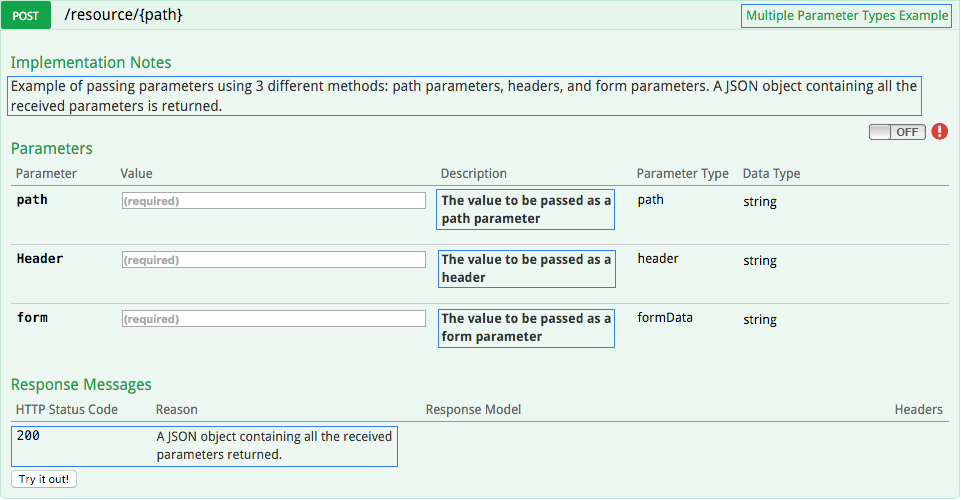 POST /resource/{path} Multiple Parameter Types Example
Implementation Notes
Example of passing parameters using 3 different methods: path parameters, headers, and form parameters. A JSON object containing all the
received parameters is returned.
OFF !
Parameters
Parameter Value Description Parameter Type Data Type
path (required) The value to be passed as a path string
path parameter
Header (required) The value to be passed as a header string
header
form (required) The value to be passed as a formData string
form parameter
Response Messages
HTTP Status Code Reason Response Model Headers
200 A JSON object containing all the received
parameters returned.
Try it out!